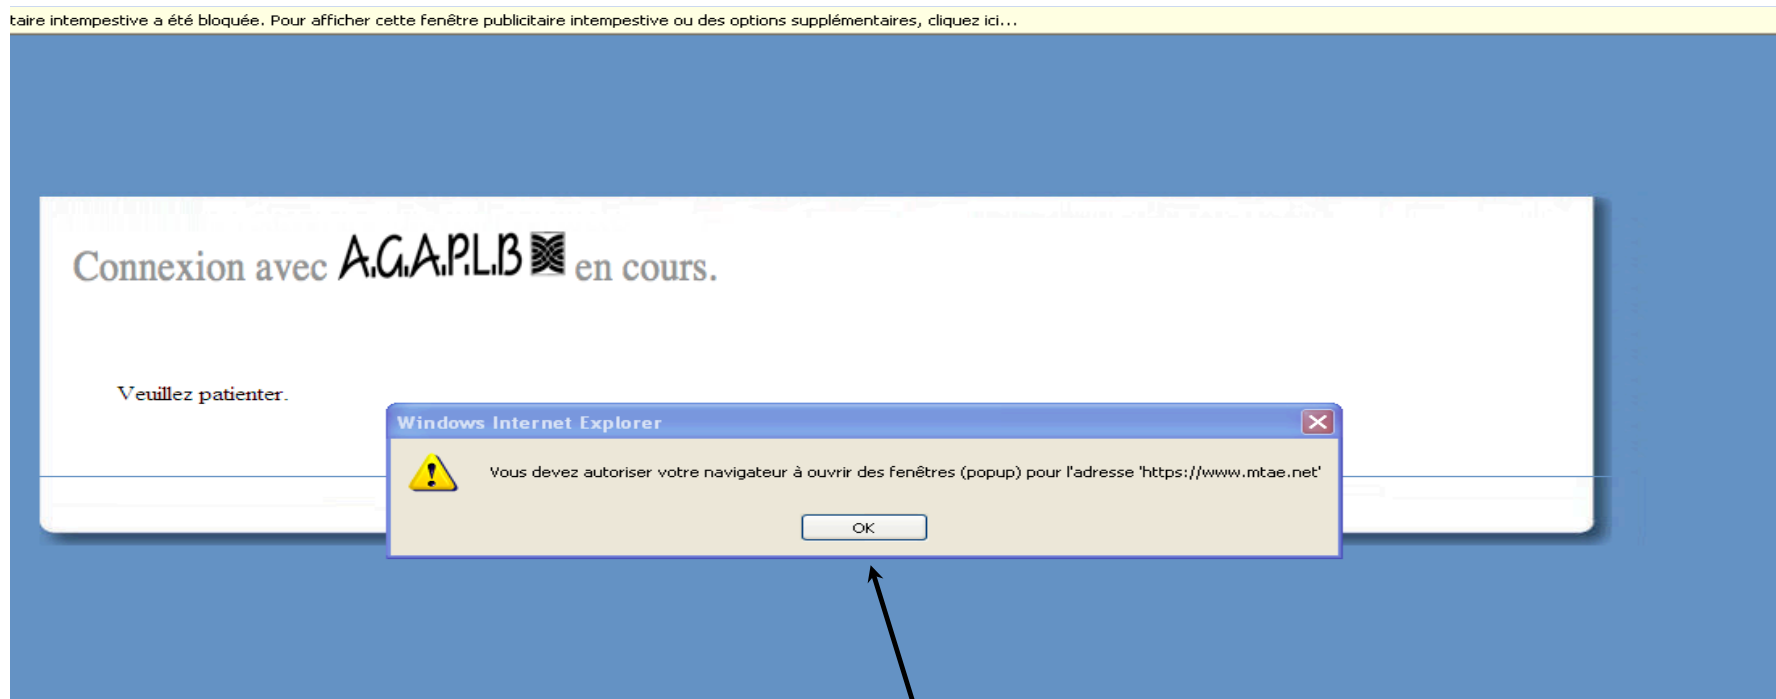 taire intempestive a été bloquée. Pour afficher cette fenêtre publicitaire intempestive ou des options supplémentaires, cliquez ici...
Connexion avec A.G.A.P.L.B en cours.
Veuillez patienter.
Windows Internet Explorer
Vous devez autoriser votre navigateur à ouvrir des fenêtres (popup) pour l'adresse 'https://www.mtae.net'
OK